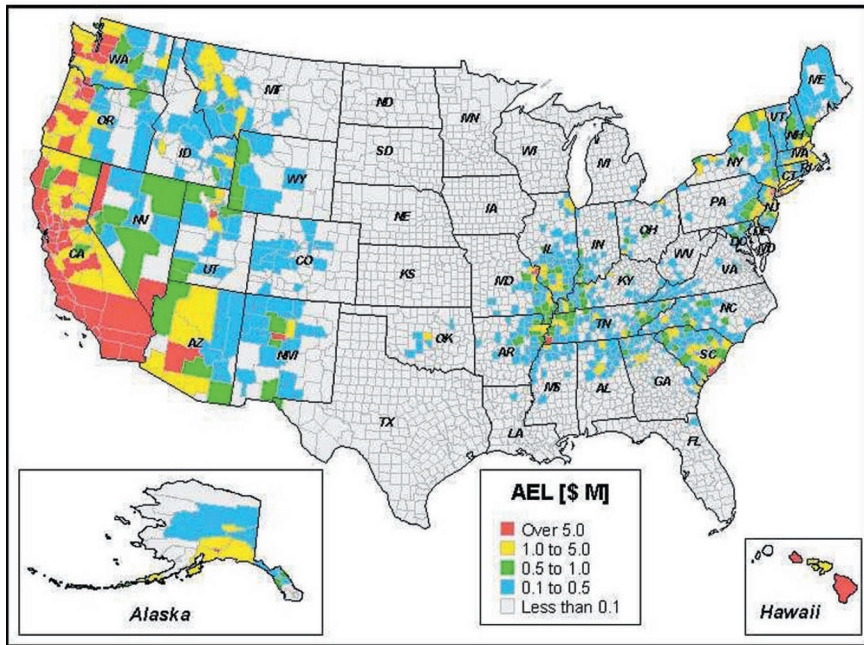 WA
MT
ND
MN
ME
OR
ID
SD
WI
MI
VT
NH
NY
MA
CT
RI
WY
IA
PA
NJ
NV
NE
IL
IN
OH
DE
MD
DC
UT
CO
KS
MO
WV
VA
CA
KY
NC
AZ
NM
OK
AR
TN
SC
MS
AL
GA
TX
LA
FL
AEL [$ M]
Over 5.0
1.0 to 5.0
0.5 to 1.0
0.1 to 0.5
Less than 0.1
Alaska
Hawaii